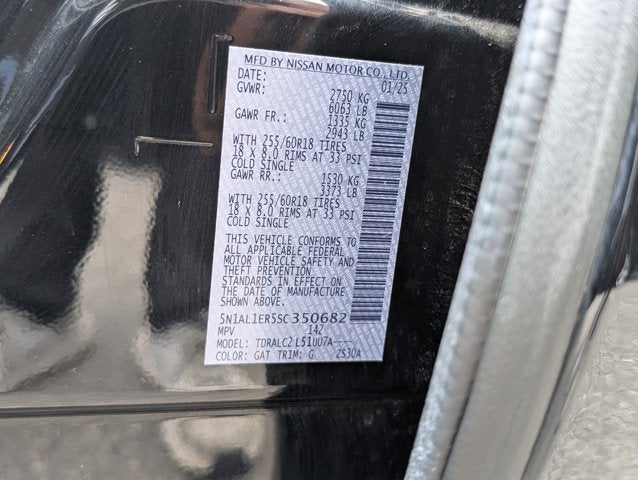 MFD BY NISSAN MOTOR CO., LTD.
DATE: 01/25
GVWR: 2750 KG
6063 LB
GAWR FR: 1335 KG
2943 LB
WITH 255/60R18 TIRES
18 X 8.0 RIMS AT 33 PSI
COLD SINGLE
GAWR RR.: 1530 KG
3373 LB
WITH 255/60R18 TIRES
18 X 8.0 RIMS AT 33 PSI
COLD SINGLE
THIS VEHICLE CONFORMS TO
ALL APPLICABLE FEDERAL
MOTOR VEHICLE SAFETY AND
THEFT PREVENTION
STANDARDS IN EFFECT ON
THE DATE OF MANUFACTURE
SHOWN ABOVE.
5N1AL1ER5SC350682
MPV 142
MODEL: TDRALC2 L51UU7A----
COLOR: GAT TRIM: G 2S30A